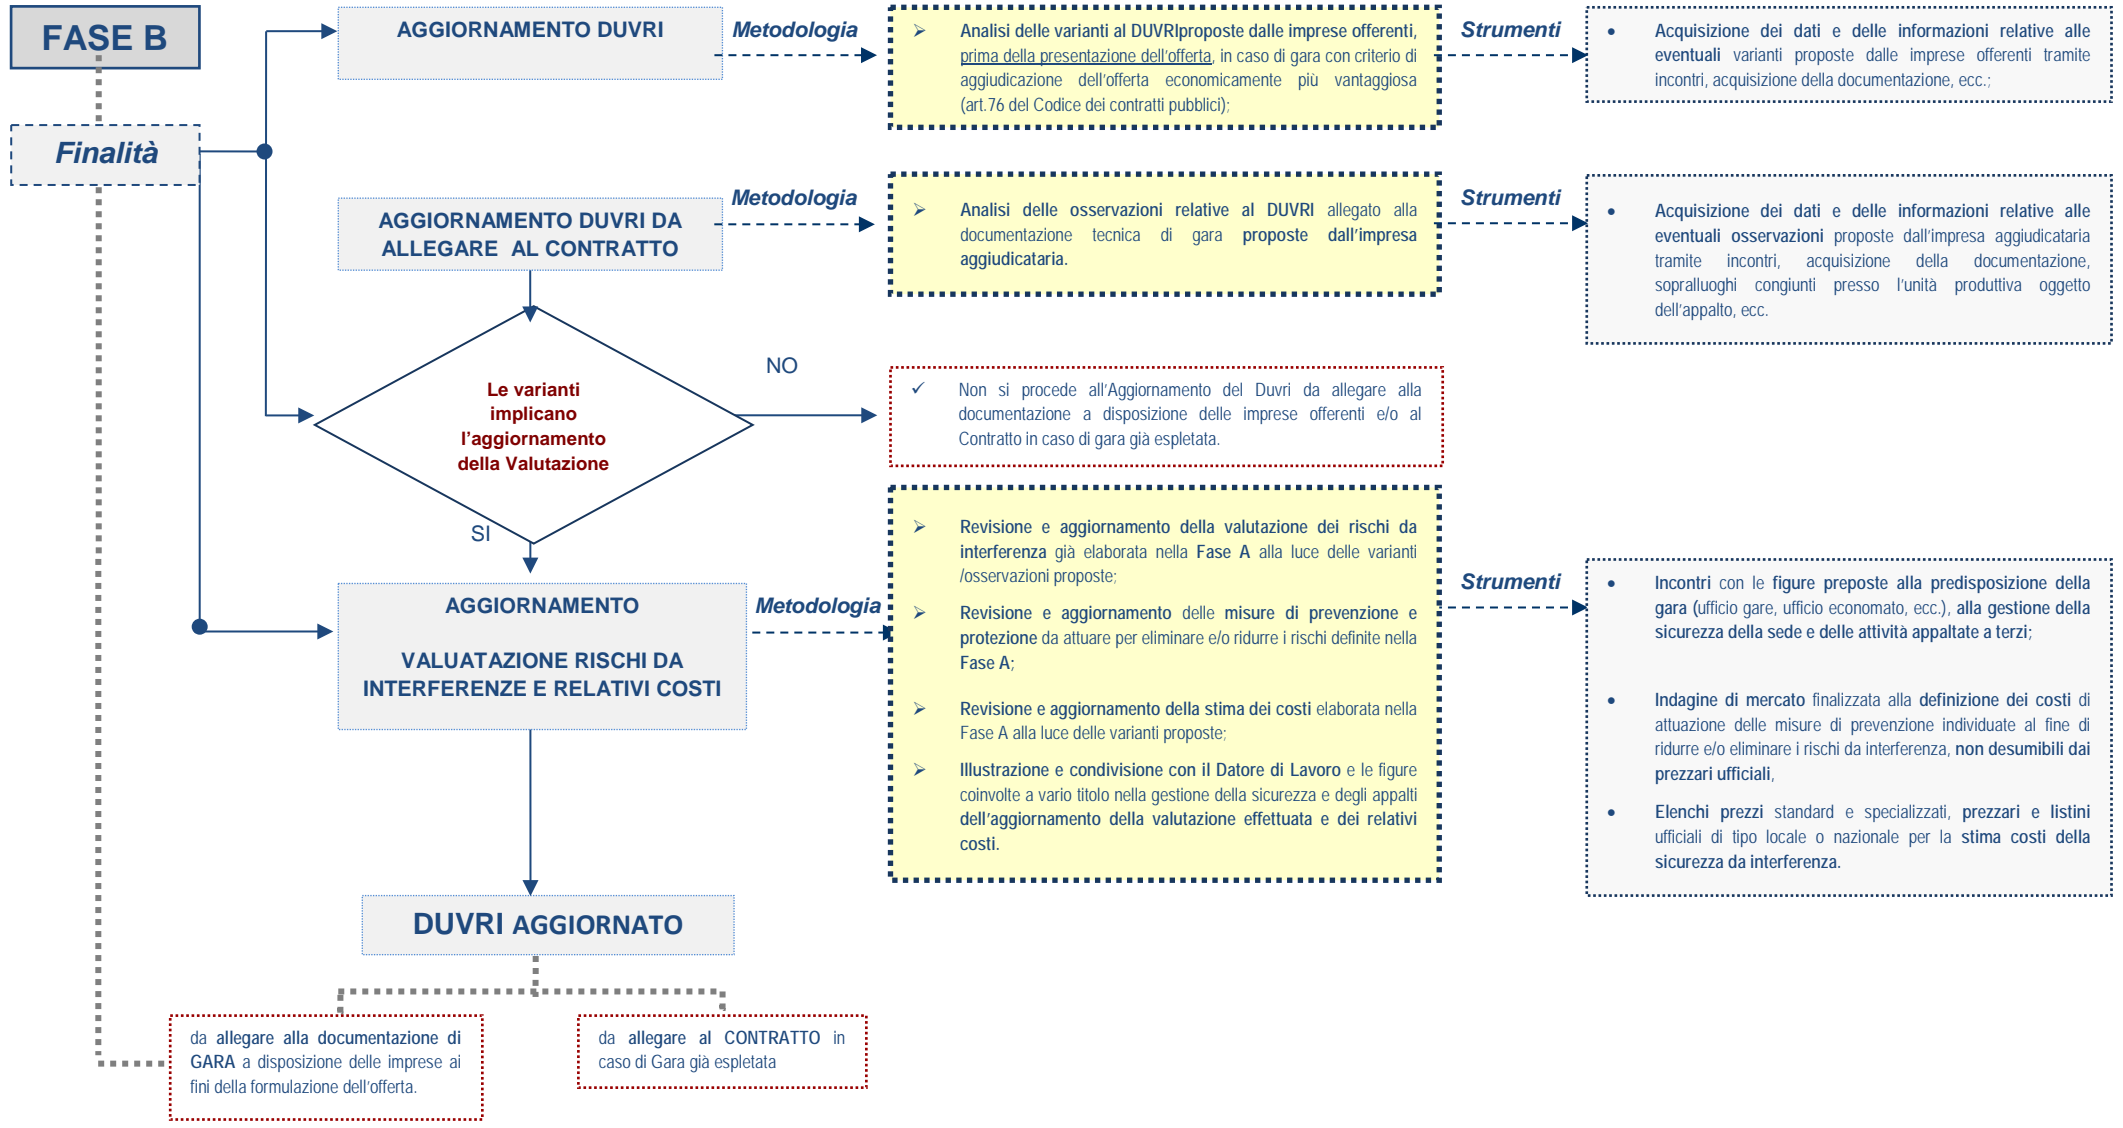 FASE B
Finalità
AGGIORNAMENTO DUVRI
Metodologia
➢ Analisi delle varianti al DUVRIproposte dalle imprese offerenti,
prima della presentazione dell'offerta, in caso di gara con criterio di
aggiudicazione dell'offerta economicamente più vantaggiosa
(art.76 del Codice dei contratti pubblici);
Strumenti
• Acquisizione dei dati e delle informazioni relative alle
eventuali varianti proposte dalle imprese offerenti tramite
incontri, acquisizione della documentazione, ecc.;
AGGIORNAMENTO DUVRI DA
ALLEGARE AL CONTRATTO
Metodologia
➢ Analisi delle osservazioni relative al DUVRI allegato alla
documentazione tecnica di gara proposte dall'impresa
aggiudicataria.
Strumenti
• Acquisizione dei dati e delle informazioni relative alle
eventuali osservazioni proposte dall'impresa aggiudicataria
tramite incontri, acquisizione della documentazione,
sopralluoghi congiunti presso l'unità produttiva oggetto
dell'appalto, ecc.
Le varianti
implicano
l'aggiornamento
della Valutazione
NO
✓ Non si procede all'Aggiornamento del Duvri da allegare alla
documentazione a disposizione delle imprese offerenti e/o al
Contratto in caso di gara già espletata.
SI
AGGIORNAMENTO
VALUATAZIONE RISCHI DA
INTERFERENZE E RELATIVI COSTI
Metodologia
➢ Revisione e aggiornamento della valutazione dei rischi da
interferenza già elaborata nella Fase A alla luce delle varianti
/osservazioni proposte;
➢ Revisione e aggiornamento delle misure di prevenzione e
protezione da attuare per eliminare e/o ridurre i rischi definite nella
Fase A;
➢ Revisione e aggiornamento della stima dei costi elaborata nella
Fase A alla luce delle varianti proposte;
➢ Illustrazione e condivisione con il Datore di Lavoro e le figure
coinvolte a vario titolo nella gestione della sicurezza e degli appalti
dell'aggiornamento della valutazione effettuata e dei relativi
costi.
Strumenti
• Incontri con le figure preposte alla predisposizione della
gara (ufficio gare, ufficio economato, ecc.), alla gestione della
sicurezza della sede e delle attività appaltate a terzi;
• Indagine di mercato finalizzata alla definizione dei costi di
attuazione delle misure di prevenzione individuate al fine di
ridurre e/o eliminare i rischi da interferenza, non desumibili dai
prezzari ufficiali,
• Elenchi prezzi standard e specializzati, prezzari e listini
ufficiali di tipo locale o nazionale per la stima costi della
sicurezza da interferenza.
DUVRI AGGIORNATO
da allegare alla documentazione di
GARA a disposizione delle imprese ai
fini della formulazione dell'offerta.
da allegare al CONTRATTO in
caso di Gara già espletata